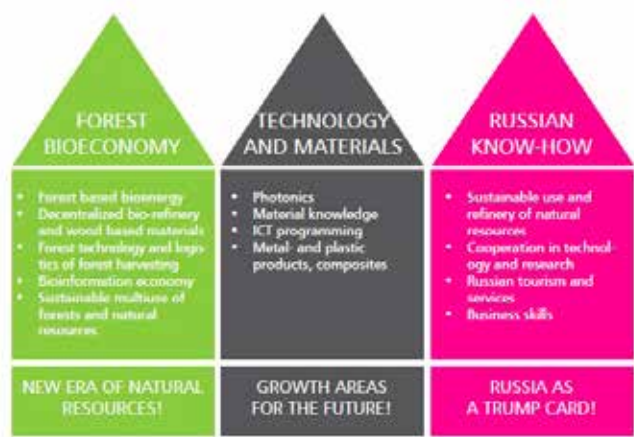 FOREST
BIOECONOMY
• Forest based bioenergy
• Decentralized bio-refinery
and wood based materials
• Forest technology and logis-
tics of forest harvesting
• Bioinformation economy
• Sustainable multiuse of
forests and natural
resources
NEW ERA OF NATURAL
RESOURCES!
TECHNOLOGY
AND MATERIALS
• Photonics
• Material knowledge
• ICT programming
• Metal- and plastic
products, composites
GROWTH AREAS
FOR THE FUTURE!
RUSSIAN
KNOW-HOW
• Sustainable use and
refinery of natural
resources
• Cooperation in technol-
ogy and research
• Russian tourism and
services
• Business skills
RUSSIA AS
A TRUMP CARD!